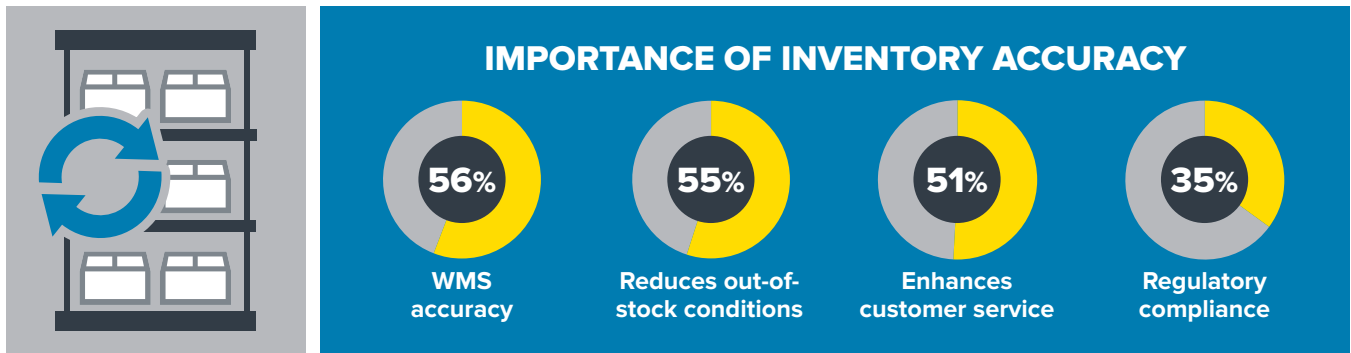 IMPORTANCE OF INVENTORY ACCURACY
56%
55%
51%
35%
WMS
accuracy
Reduces out-of-
stock conditions
Enhances
customer service
Regulatory
compliance